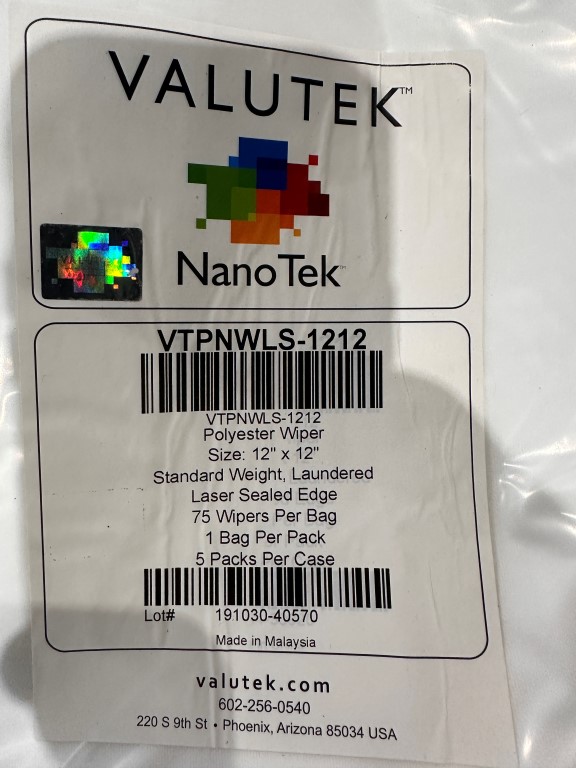 VALUTEK™
NanoTek™
VTPNWLS-1212
VTPNWLS-1212
Polyester Wiper
Size: 12" x 12"
Standard Weight, Laundered
Laser Sealed Edge
75 Wipers Per Bag
1 Bag Per Pack
5 Packs Per Case
Lot# 191030-40570
Made in Malaysia
valutek.com
602-256-0540
220 S 9th St • Phoenix, Arizona 85034 USA